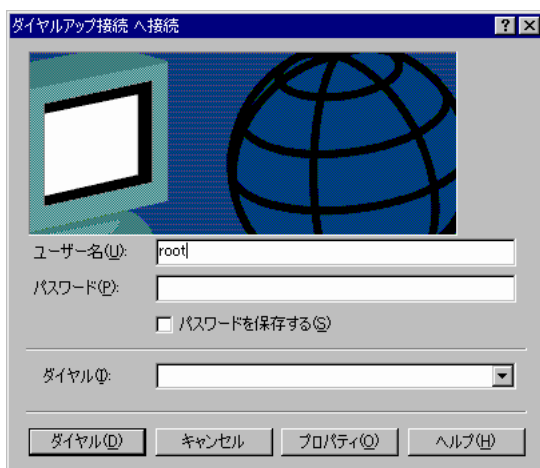 ダイヤルアップ接続 へ接続
ユーザー名(U):
root
パスワード(P):
パスワードを保存する(S)
ダイヤル(I):
ダイヤル(D)
キャンセル
プロパティ(O)
ヘルプ(H)